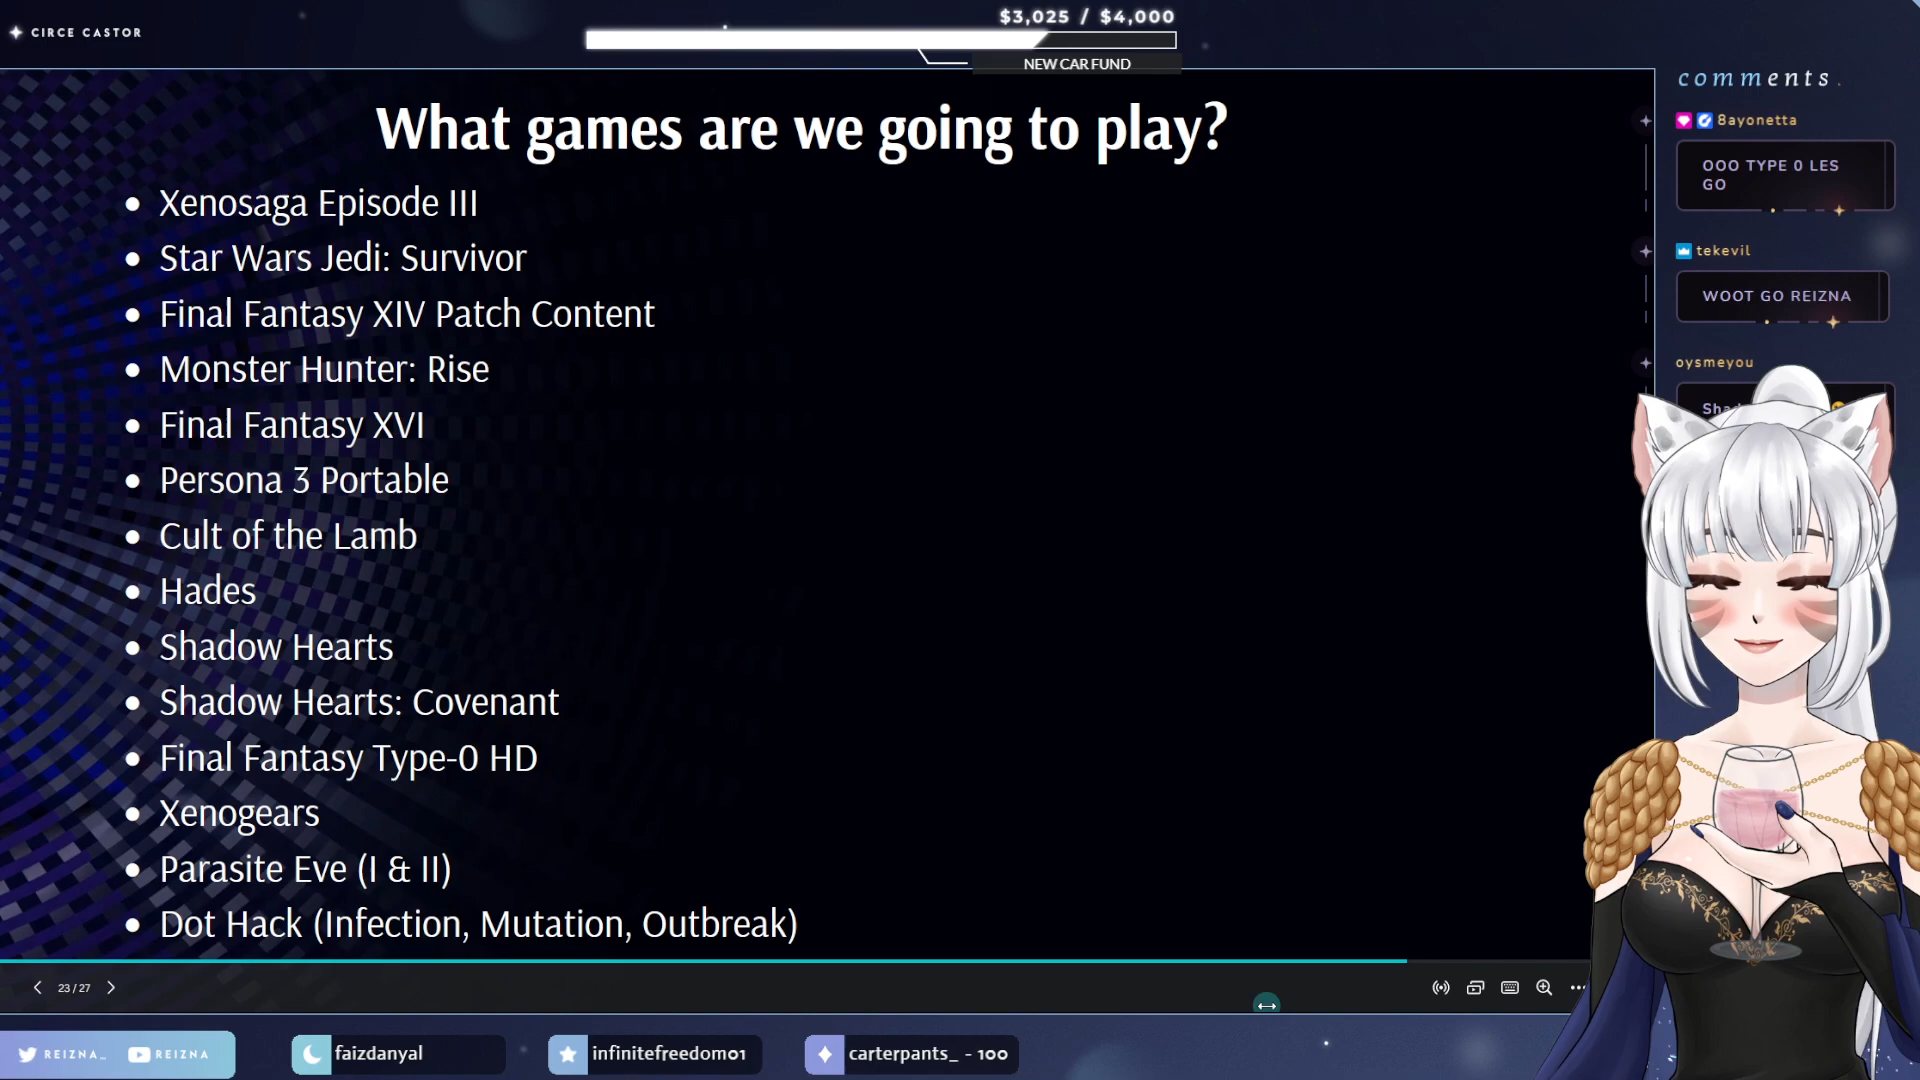 CIRCE CASTOR
$3,025 / $4,000
NEW CAR FUND
What games are we going to play?
• Xenosaga Episode III
• Star Wars Jedi: Survivor
• Final Fantasy XIV Patch Content
• Monster Hunter: Rise
• Final Fantasy XVI
• Persona 3 Portable
• Cult of the Lamb
• Hades
• Shadow Hearts
• Shadow Hearts: Covenant
• Final Fantasy Type-0 HD
• Xenogears
• Parasite Eve (I & II)
• Dot Hack (Infection, Mutation, Outbreak)
23 / 27
comments.
8ayonetta
OOO TYPE 0 LES
GO
tekevil
WOOT GO REIZNA
oysmeyou
REIZNA_
REIZNA
faizdanyal
infinitefreedom01
carterpants_ - 100